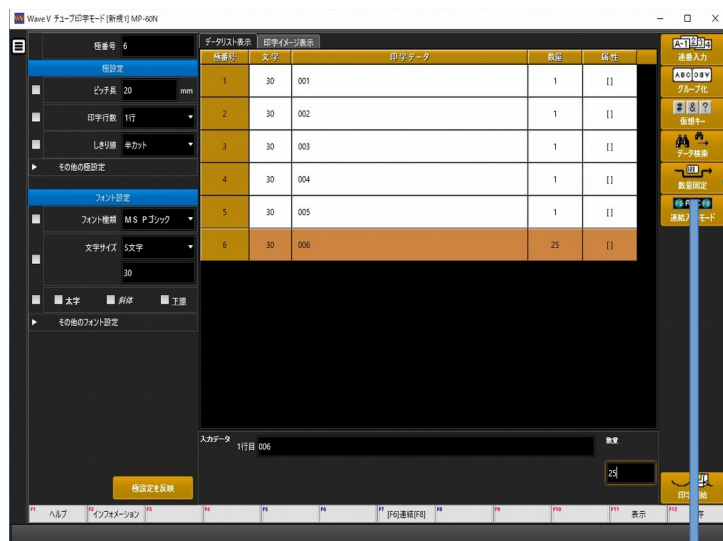 Wave V チューブ印字モード [新規1] MP-60N
極番号 6
極設定
ピッチ長 20 mm
印字行数 1行
しきり線 半カット
その他の極設定
フォント設定
フォント種類 MS Pゴシック
文字サイズ S文字
30
太字 斜体 下線
その他のフォント設定
極設定を反映
データリスト表示 印字イメージ表示
極番号 文字 印字データ 数量 属性
1 30 001 1 []
2 30 002 1 []
3 30 003 1 []
4 30 004 1 []
5 30 005 1 []
6 30 006 25 []
入力データ 数量
1行目 006
25
A-1234
連番入力
ABC
グループ化
# & ?
仮想キー
データ検索
数量固定
連結入 モード
印字 始
F1 ヘルプ F2 インフォメーション F3 F4 F5 F6 F7 [F6]連結[F8] F8 F9 F10 F11 表示 F12 字